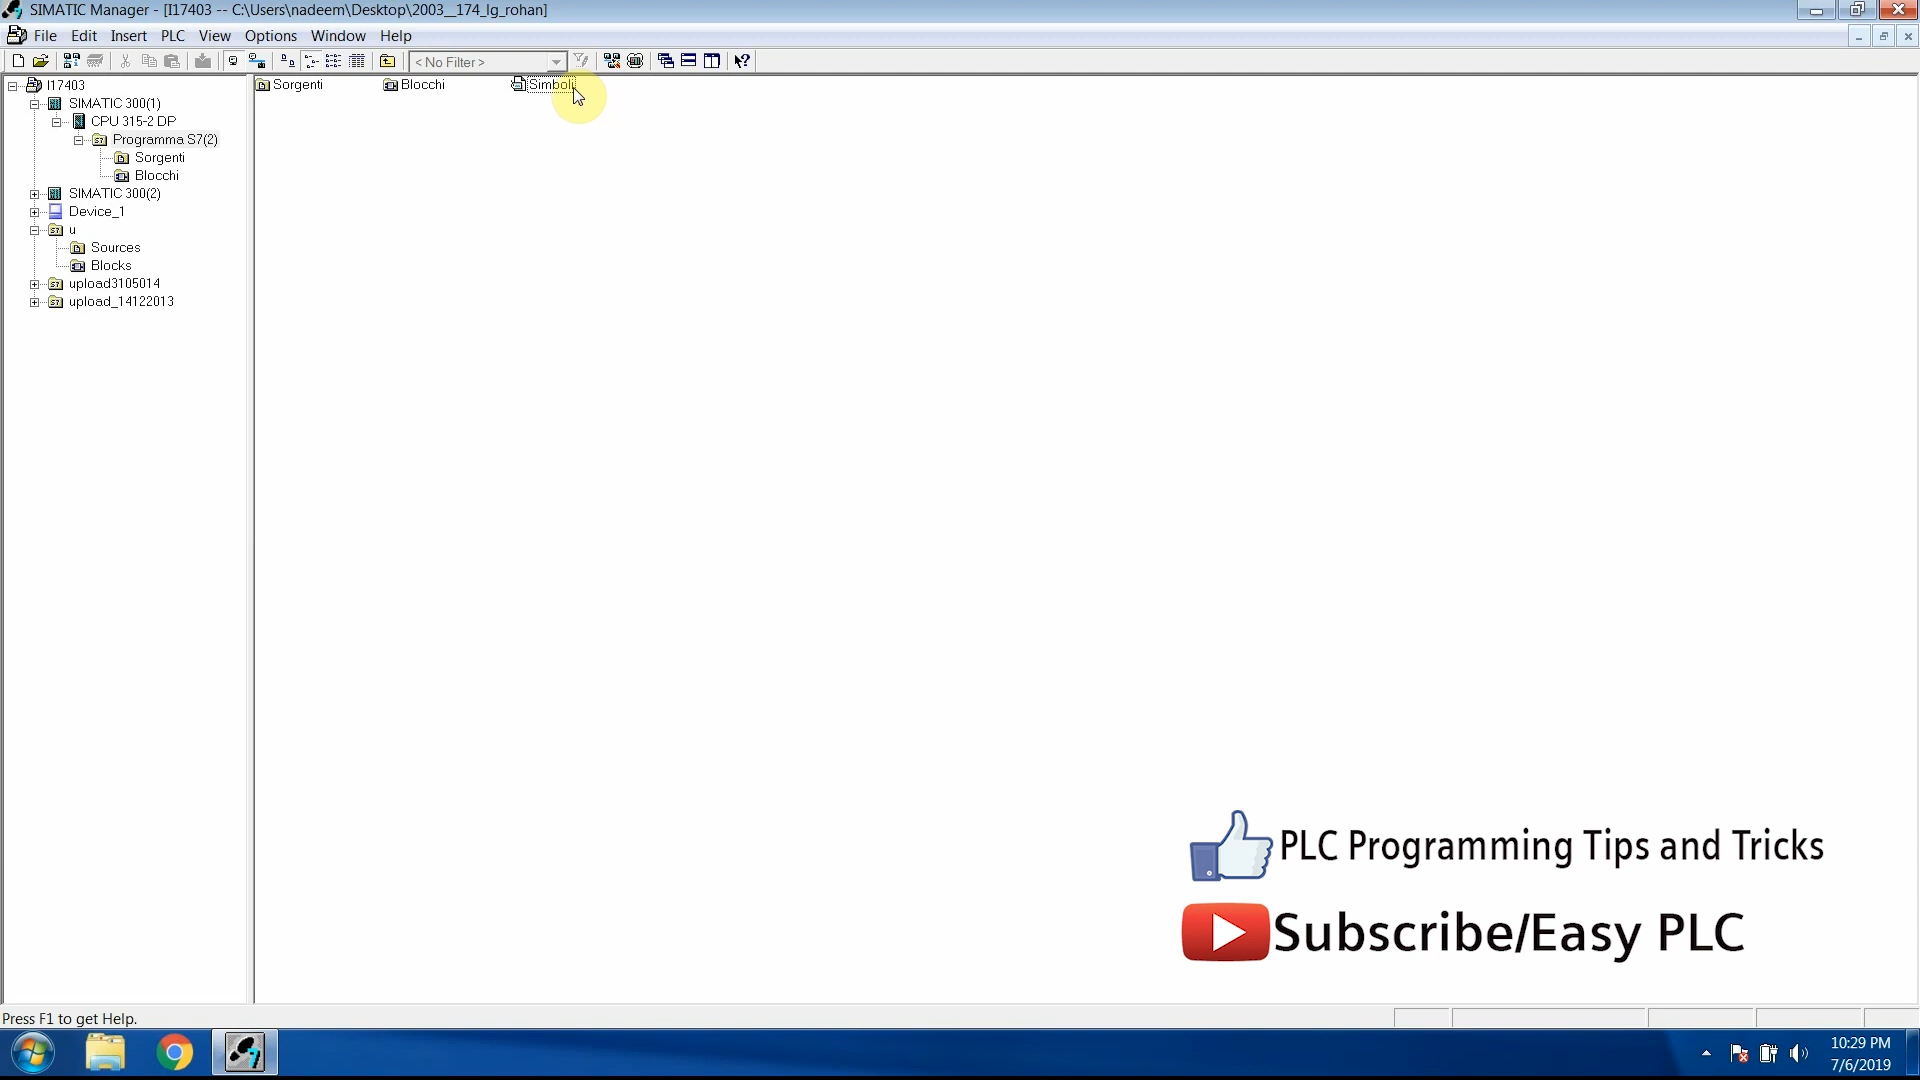 SIMATIC Manager - [I17403 -- C:\Users\nadeem\Desktop\2003__174_lg_rohan]
File Edit Insert PLC View Options Window Help
< No Filter >
I17403
SIMATIC 300(1)
CPU 315-2 DP
Programma S7(2)
Sorgenti
Blocchi
SIMATIC 300(2)
Device_1
u
Sources
Blocks
upload3105014
upload_14122013
Sorgenti Blocchi Simboli
PLC Programming Tips and Tricks
Subscribe/Easy PLC
Press F1 to get Help.
10:29 PM
7/6/2019